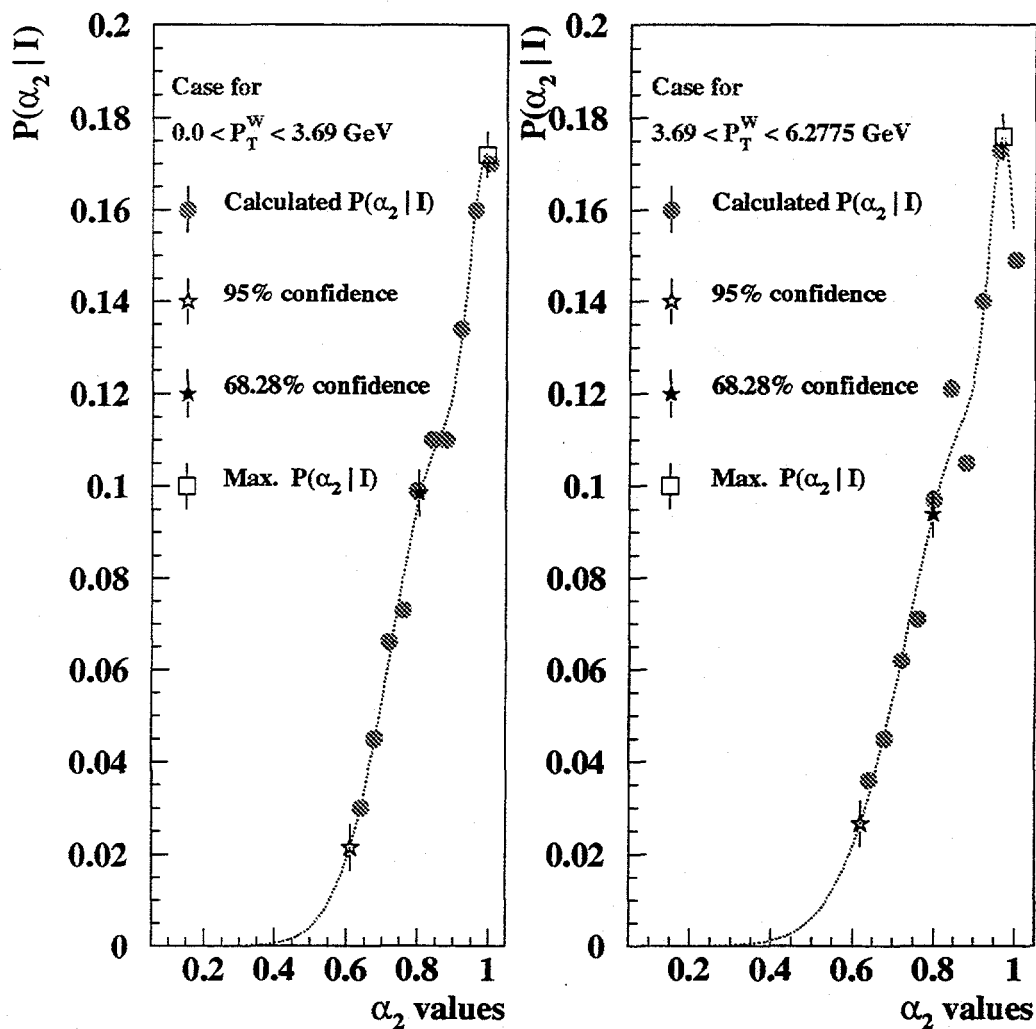 P(α₂ | I)
0.2
0.18
0.16
0.14
0.12
0.1
0.08
0.06
0.04
0.02
0
Case for
0.0 < P_T^W < 3.69 GeV
Calculated P(α₂ | I)
95% confidence
68.28% confidence
Max. P(α₂ | I)
0.2 0.4 0.6 0.8 1
α₂ values
P(α₂ | I)
0.2
0.18
0.16
0.14
0.12
0.1
0.08
0.06
0.04
0.02
0
Case for
3.69 < P_T^W < 6.2775 GeV
Calculated P(α₂ | I)
95% confidence
68.28% confidence
Max. P(α₂ | I)
0.2 0.4 0.6 0.8 1
α₂ values